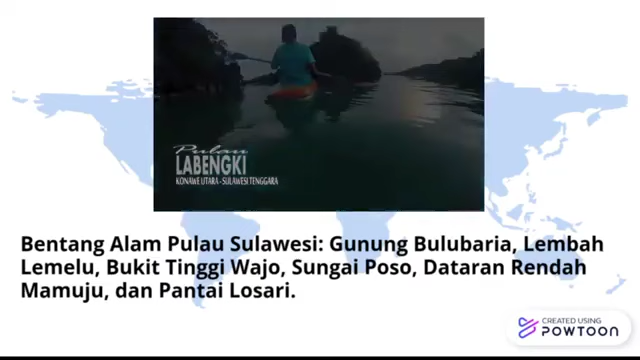 Pulau
LABENGKI
KONAWE UTARA - SULAWESI TENGGARA
Bentang Alam Pulau Sulawesi: Gunung Bulubaria, Lembah
Lemelu, Bukit Tinggi Wajo, Sungai Poso, Dataran Rendah
Mamuju, dan Pantai Losari.
CREATED USING
POWTOON